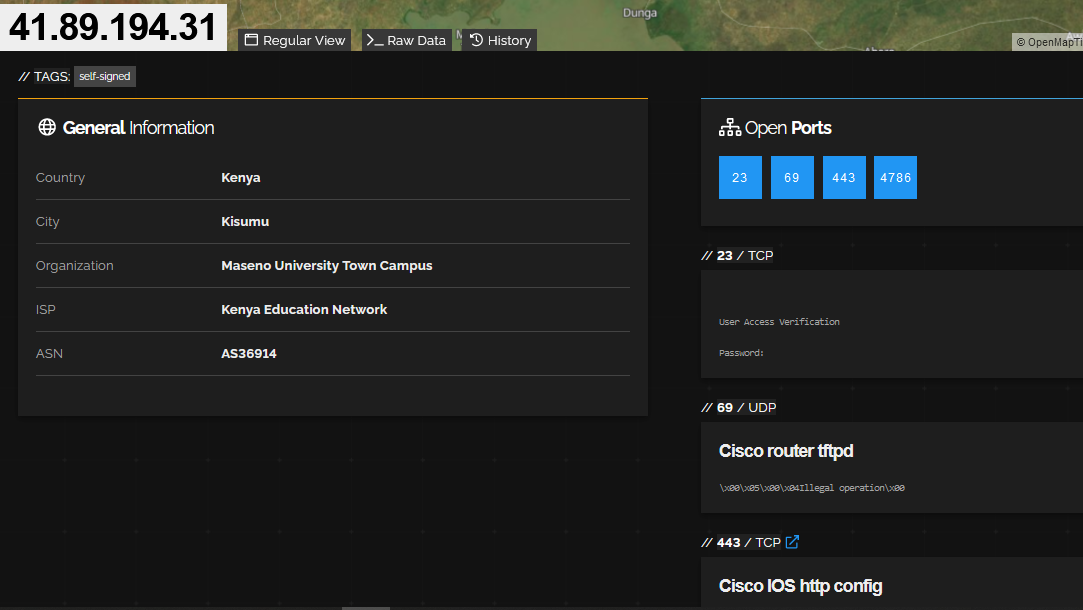 Dunga
41.89.194.31
Regular View
Raw Data
History
© OpenMapTi
// TAGS: self-signed
General Information
Country Kenya
City Kisumu
Organization Maseno University Town Campus
ISP Kenya Education Network
ASN AS36914
Open Ports
23 69 443 4786
// 23 / TCP
User Access Verification
Password:
// 69 / UDP
Cisco router tftpd
\x00\x05\x00\x04Illegal operation\x00
// 443 / TCP
Cisco IOS http config